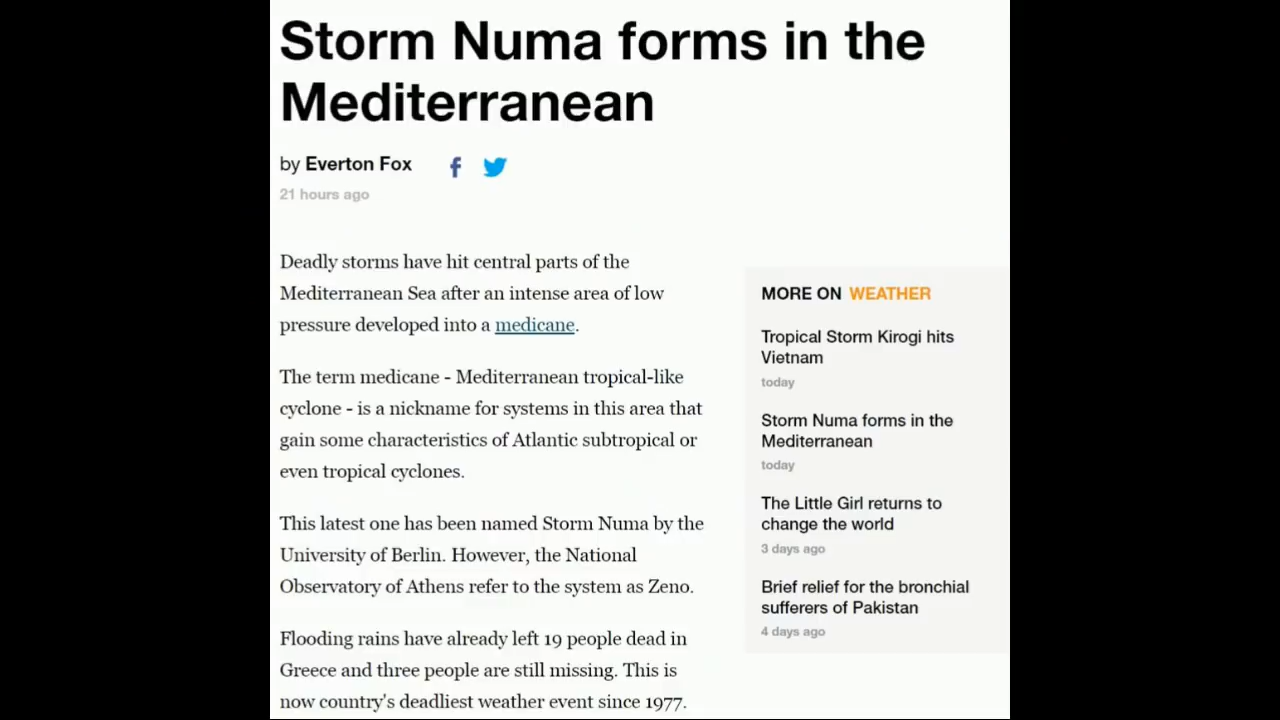 Storm Numa forms in the
Mediterranean
by Everton Fox
21 hours ago
Deadly storms have hit central parts of the
Mediterranean Sea after an intense area of low
pressure developed into a medicane.
The term medicane - Mediterranean tropical-like
cyclone - is a nickname for systems in this area that
gain some characteristics of Atlantic subtropical or
even tropical cyclones.
This latest one has been named Storm Numa by the
University of Berlin. However, the National
Observatory of Athens refer to the system as Zeno.
Flooding rains have already left 19 people dead in
Greece and three people are still missing. This is
now country's deadliest weather event since 1977.
MORE ON WEATHER
Tropical Storm Kirogi hits
Vietnam
today
Storm Numa forms in the
Mediterranean
today
The Little Girl returns to
change the world
3 days ago
Brief relief for the bronchial
sufferers of Pakistan
4 days ago